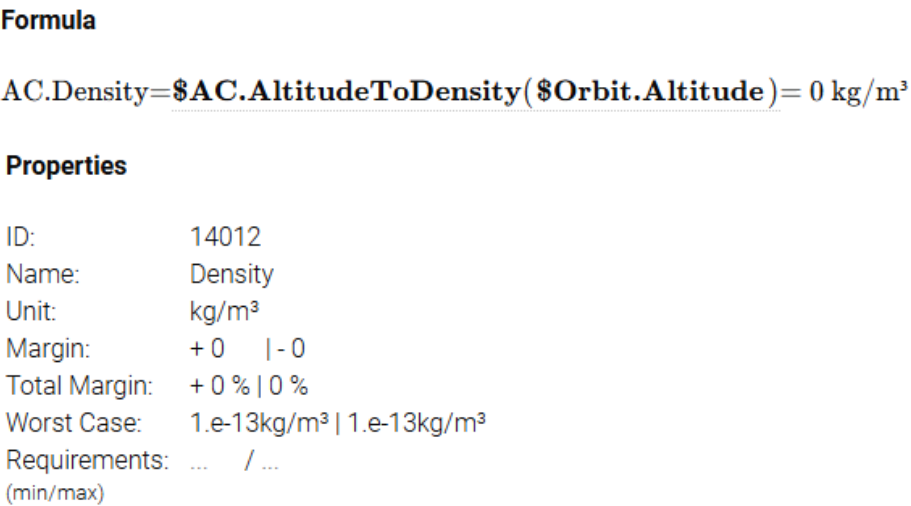 Formula
AC.Density=$AC.AltitudeToDensity($Orbit.Altitude)= 0 kg/m³
Properties
ID: 14012
Name: Density
Unit: kg/m³
Margin: + 0 | - 0
Total Margin: + 0 % | 0 %
Worst Case: 1.e-13kg/m³ | 1.e-13kg/m³
Requirements: ... / ...
(min/max)